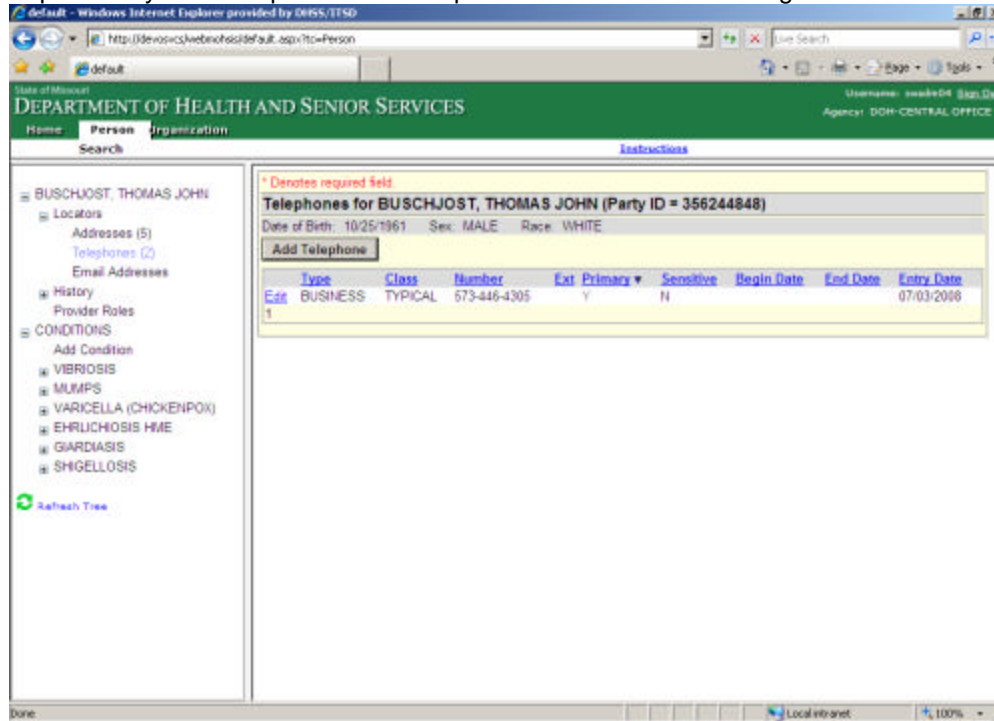 default - Windows Internet Explorer provided by DHSS/ITSD
http://devosvcs/webmohsis/default.aspx?tc=Person
Live Search
default
Page
Tools
State of Missouri
DEPARTMENT OF HEALTH AND SENIOR SERVICES
Username: swade04 Sign
Agency: DOH-CENTRAL OFFICE
Home Person Organization
Search Instructions
BUSCHJOST, THOMAS JOHN
Locators
Addresses (5)
Telephones (2)
Email Addresses
History
Provider Roles
CONDITIONS
Add Condition
VIBRIOSIS
MUMPS
VARICELLA (CHICKENPOX)
EHRLICHIOSIS HME
GIARDIASIS
SHIGELLOSIS
Refresh Tree
* Denotes required field
Telephones for BUSCHJOST, THOMAS JOHN (Party ID = 356244848)
Date of Birth: 10/25/1961 Sex: MALE Race: WHITE
Add Telephone
Type Class Number Ext Primary Sensitive Begin Date End Date Entry Date
Edit BUSINESS TYPICAL 573-446-4305 Y N 07/03/2008
1
Done
Local intranet
100%